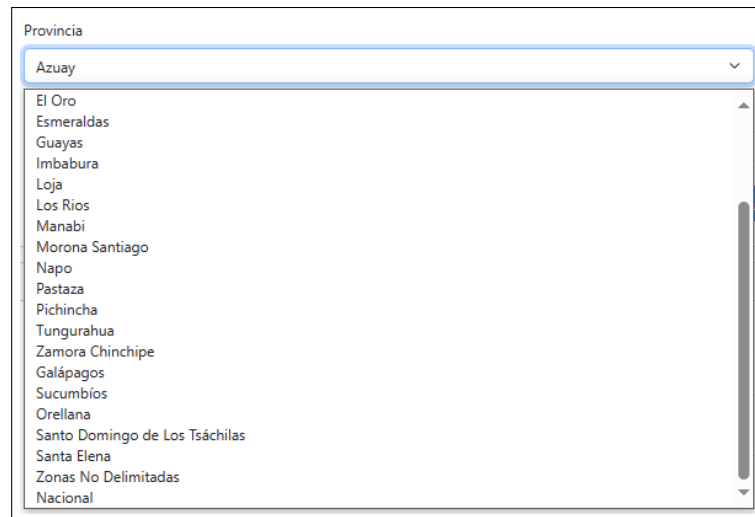 Provincia
Azuay
El Oro
Esmeraldas
Guayas
Imbabura
Loja
Los Rios
Manabi
Morona Santiago
Napo
Pastaza
Pichincha
Tungurahua
Zamora Chinchipe
Galápagos
Sucumbíos
Orellana
Santo Domingo de Los Tsáchilas
Santa Elena
Zonas No Delimitadas
Nacional